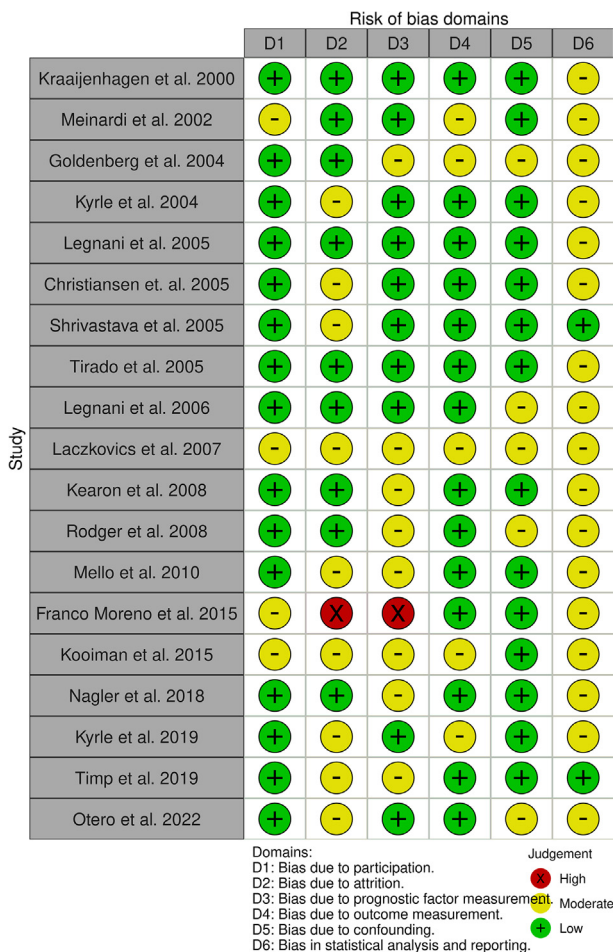 Risk of bias domains
D1 D2 D3 D4 D5 D6
Study
Kraaijenhagen et al. 2000 + + + + + -
Meinardi et al. 2002 - + + - + -
Goldenberg et al. 2004 + + - - - -
Kyrle et al. 2004 + - + + + -
Legnani et al. 2005 + + + + + -
Christiansen et. al. 2005 + - + + + -
Shrivastava et al. 2005 + - + + + +
Tirado et al. 2005 + + + + + -
Legnani et al. 2006 + + + + - -
Laczkovics et al. 2007 - - - - - -
Kearon et al. 2008 + + - + + -
Rodger et al. 2008 + + - + - -
Mello et al. 2010 + - - + + -
Franco Moreno et al. 2015 - X X + + -
Kooiman et al. 2015 - - - - + -
Nagler et al. 2018 + + - + + -
Kyrle et al. 2019 + - + - + -
Timp et al. 2019 + - - + + +
Otero et al. 2022 + - + + - -
Domains:
D1: Bias due to participation.
D2: Bias due to attrition.
D3: Bias due to prognostic factor measurement.
D4: Bias due to outcome measurement.
D5: Bias due to confounding.
D6: Bias in statistical analysis and reporting.
Judgement
X High
- Moderate
+ Low